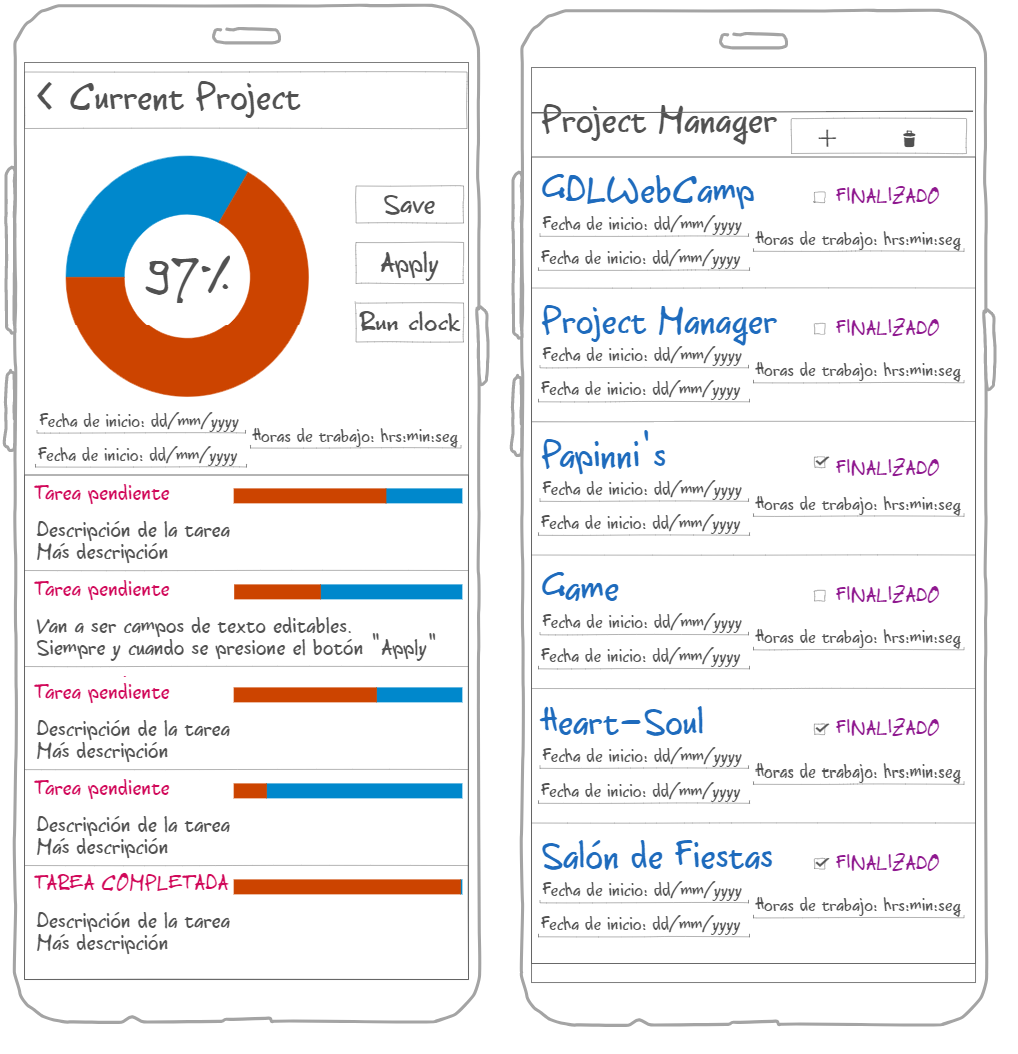 Current Project
97%
Save
Apply
Run clock
Fecha de inicio: dd/mm/yyyy
Horas de trabajo: hrs:min:seg
Fecha de inicio: dd/mm/yyyy
Tarea pendiente
Descripción de la tarea
Más descripción
Tarea pendiente
Van a ser campos de texto editables.
Siempre y cuando se presione el botón "Apply"
Tarea pendiente
Descripción de la tarea
Más descripción
Tarea pendiente
Descripción de la tarea
Más descripción
TAREA COMPLETADA
Descripción de la tarea
Más descripción
Project Manager
GDLWebCamp
FINALIZADO
Fecha de inicio: dd/mm/yyyy
Horas de trabajo: hrs:min:seg
Fecha de inicio: dd/mm/yyyy
Project Manager
FINALIZADO
Fecha de inicio: dd/mm/yyyy
Horas de trabajo: hrs:min:seg
Fecha de inicio: dd/mm/yyyy
Papinni's
FINALIZADO
Fecha de inicio: dd/mm/yyyy
Horas de trabajo: hrs:min:seg
Fecha de inicio: dd/mm/yyyy
Game
FINALIZADO
Fecha de inicio: dd/mm/yyyy
Horas de trabajo: hrs:min:seg
Fecha de inicio: dd/mm/yyyy
Heart-Soul
FINALIZADO
Fecha de inicio: dd/mm/yyyy
Horas de trabajo: hrs:min:seg
Fecha de inicio: dd/mm/yyyy
Salón de Fiestas
FINALIZADO
Fecha de inicio: dd/mm/yyyy
Horas de trabajo: hrs:min:seg
Fecha de inicio: dd/mm/yyyy